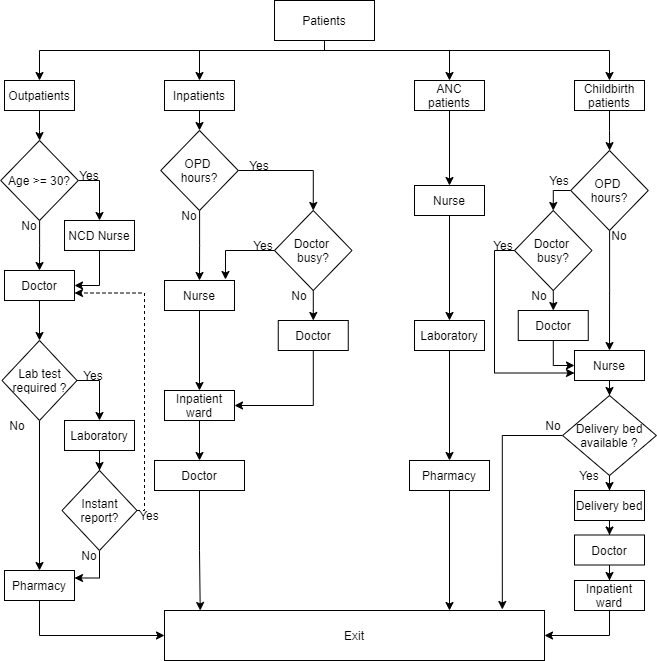 Patients
Outpatients
Inpatients
ANC
patients
Childbirth
patients
Age >= 30?
Yes
No
NCD Nurse
Doctor
Lab test
required ?
Yes
No
Laboratory
Instant
report?
Yes
No
Pharmacy
OPD
hours?
Yes
No
Doctor
busy?
Yes
No
Nurse
Doctor
Inpatient
ward
Doctor
Nurse
Laboratory
Pharmacy
OPD
hours?
Yes
No
Doctor
busy?
Yes
No
Doctor
Nurse
Delivery bed
available ?
No
Yes
Delivery bed
Doctor
Inpatient
ward
Exit